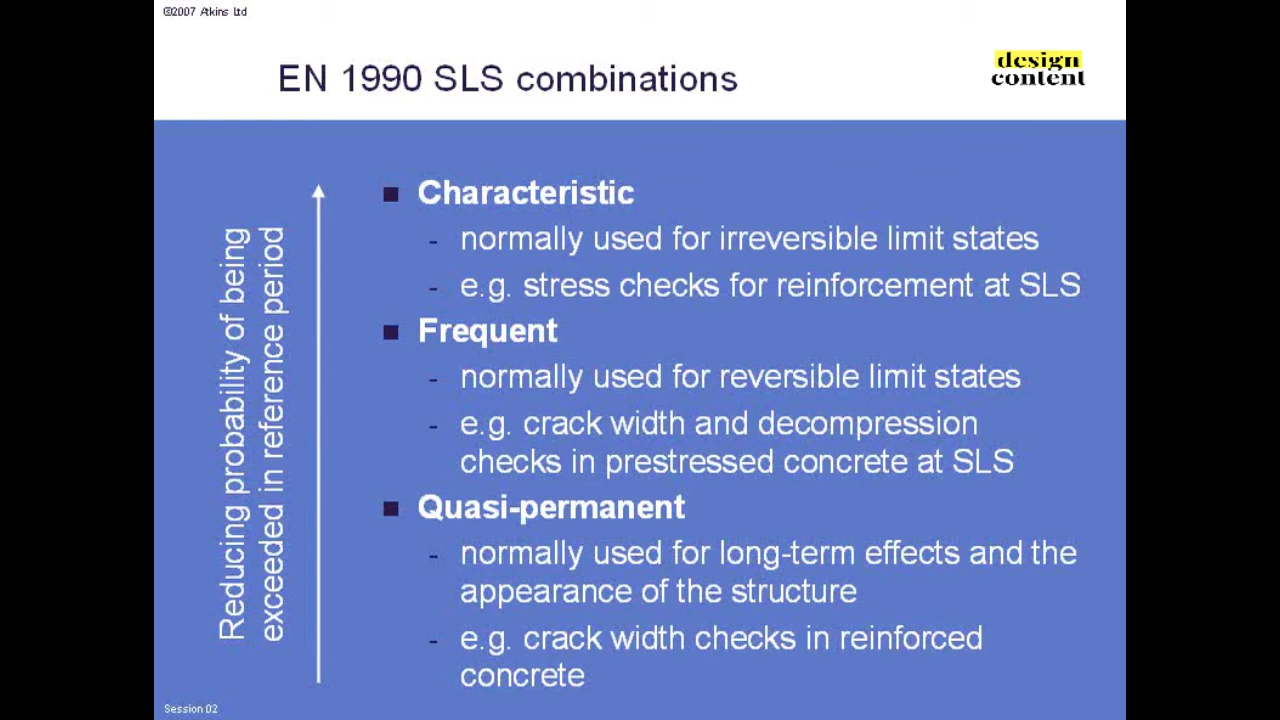 ©2007 Atkins Ltd
EN 1990 SLS combinations
design
content
Reducing probability of being
exceeded in reference period
■ Characteristic
- normally used for irreversible limit states
- e.g. stress checks for reinforcement at SLS
■ Frequent
- normally used for reversible limit states
- e.g. crack width and decompression
checks in prestressed concrete at SLS
■ Quasi-permanent
- normally used for long-term effects and the
appearance of the structure
- e.g. crack width checks in reinforced
concrete
Session 02